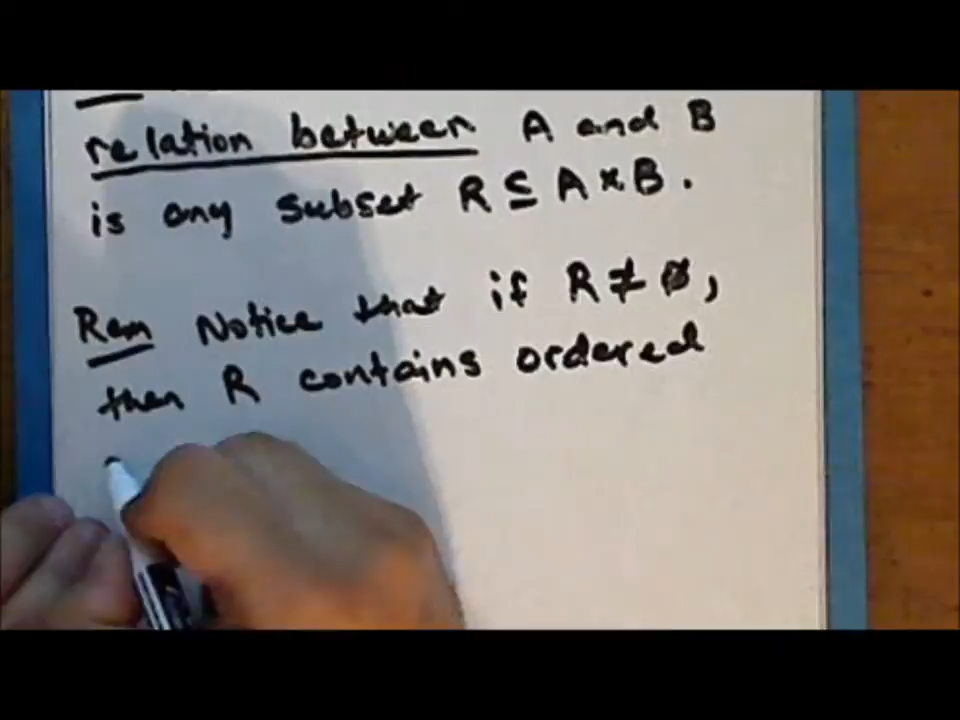 relation between A and B
is any subset R ⊆ A × B.
Rem Notice that if R ≠ ∅,
then R contains ordered